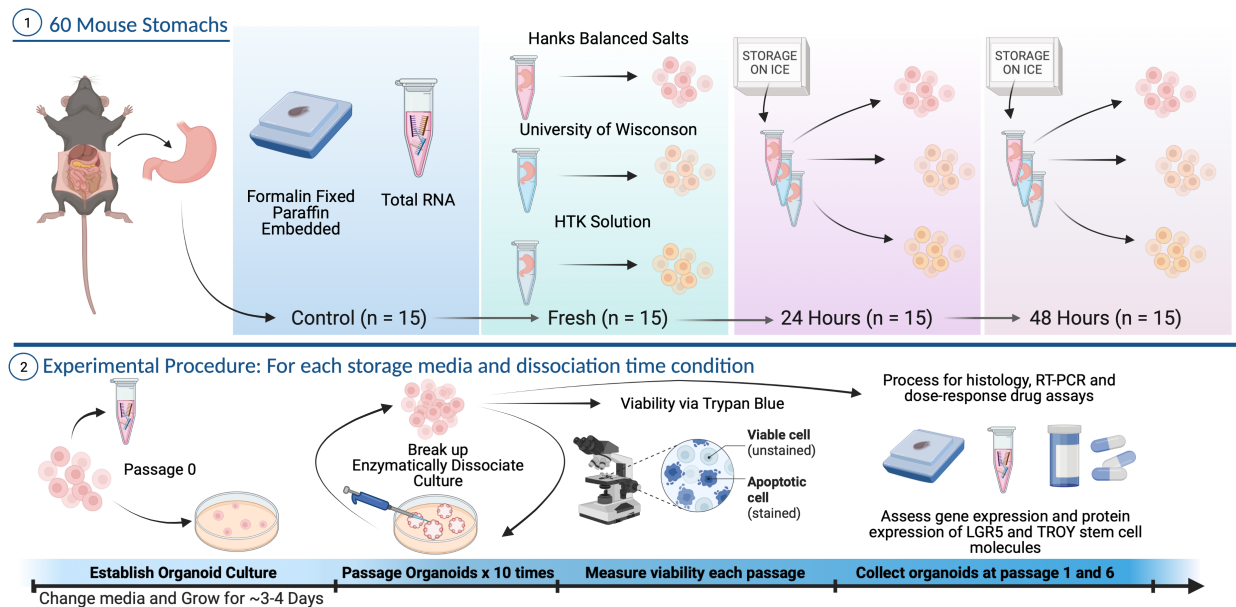 1 60 Mouse Stomachs
Formalin Fixed
Paraffin
Embedded
Total RNA
Hanks Balanced Salts
University of Wisconson
HTK Solution
STORAGE
ON ICE
STORAGE
ON ICE
Control (n = 15)
Fresh (n = 15)
24 Hours (n = 15)
48 Hours (n = 15)
2 Experimental Procedure: For each storage media and dissociation time condition
Passage 0
Break up
Enzymatically Dissociate
Culture
Viability via Trypan Blue
Viable cell
(unstained)
Apoptotic
cell
(stained)
Process for histology, RT-PCR and
dose-response drug assays
Assess gene expression and protein
expression of LGR5 and TROY stem cell
molecules
Establish Organoid Culture
Passage Organoids x 10 times
Measure viability each passage
Collect organoids at passage 1 and 6
Change media and Grow for ~3-4 Days